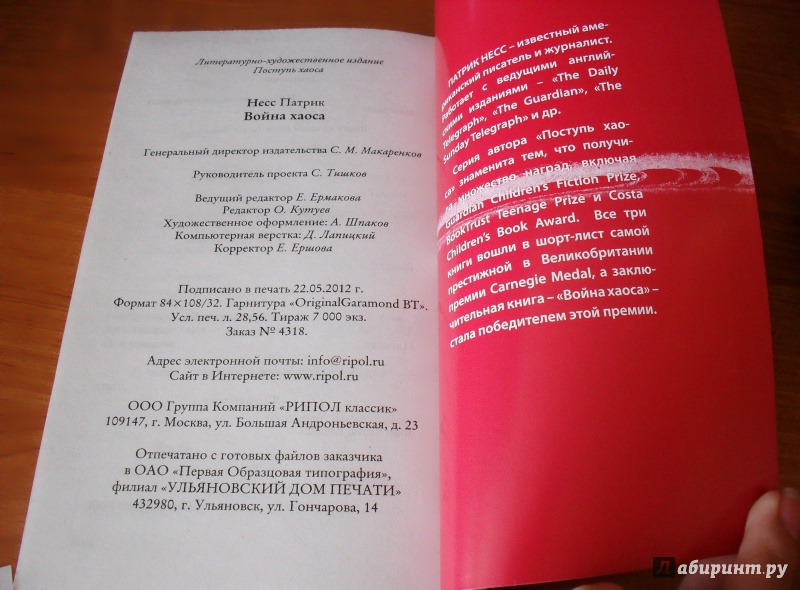 Литературно-художественное издание
Поступь хаоса
Несс Патрик
Война хаоса
Генеральный директор издательства С. М. Макаренков
Руководитель проекта С. Тишков
Ведущий редактор Е. Ермакова
Редактор О. Кутуев
Художественное оформление: А. Шпаков
Компьютерная верстка: Д. Лапицкий
Корректор Е. Ершова
Подписано в печать 22.05.2012 г.
Формат 84×108/32. Гарнитура «OriginalGaramond BT».
Усл. печ. л. 28,56. Тираж 7 000 экз.
Заказ № 4318.
Адрес электронной почты: info@ripol.ru
Сайт в Интернете: www.ripol.ru
ООО Группа Компаний «РИПОЛ классик»
109147, г. Москва, ул. Большая Андроньевская, д. 23
Отпечатано с готовых файлов заказчика
в ОАО «Первая Образцовая типография»,
филиал «УЛЬЯНОВСКИЙ ДОМ ПЕЧАТИ»
432980, г. Ульяновск, ул. Гончарова, 14
ПАТРИК НЕСС – известный аме-
риканский писатель и журналист.
Работает с ведущими англий-
скими изданиями – «The Daily
Telegraph», «The Guardian», «The
Sunday Telegraph» и др.
Серия автора «Поступь хао-
са» знаменита тем, что получи-
ла множество наград, включая
Guardian Children's Fiction Prize,
BookTrust Teenage Prize и Costa
Children's Book Award. Все три
книги вошли в шорт-лист самой
престижной в Великобритании
премии Carnegie Medal, а заклю-
чительная книга – «Война хаоса» –
стала победителем этой премии.
Лабиринт.ру